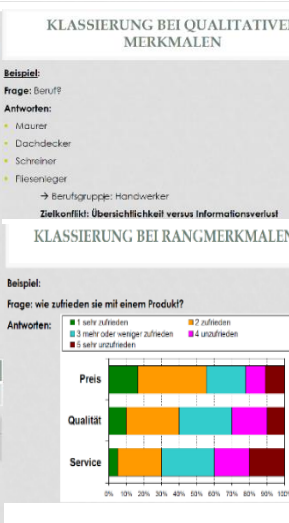 KLASSIERUNG BEI QUALITATIVE
MERKMALEN
Beispiel:
Frage: Beruf?
Antworten:
• Maurer
• Dachdecker
• Schreiner
• Fliesenleger
→ Berufsgruppe: Handwerker
Zielkonflikt: Übersichtlichkeit versus Informationsverlust
KLASSIERUNG BEI RANGMERKMALEN
Beispiel:
Frage: wie zufrieden sie mit einem Produkt?
Antworten:
1 sehr zufrieden 2 zufrieden
3 mehr oder weniger zufrieden 4 unzufrieden
5 sehr unzufrieden
Preis
Qualität
Service
0% 10% 20% 30% 40% 50% 60% 70% 80% 90% 100%